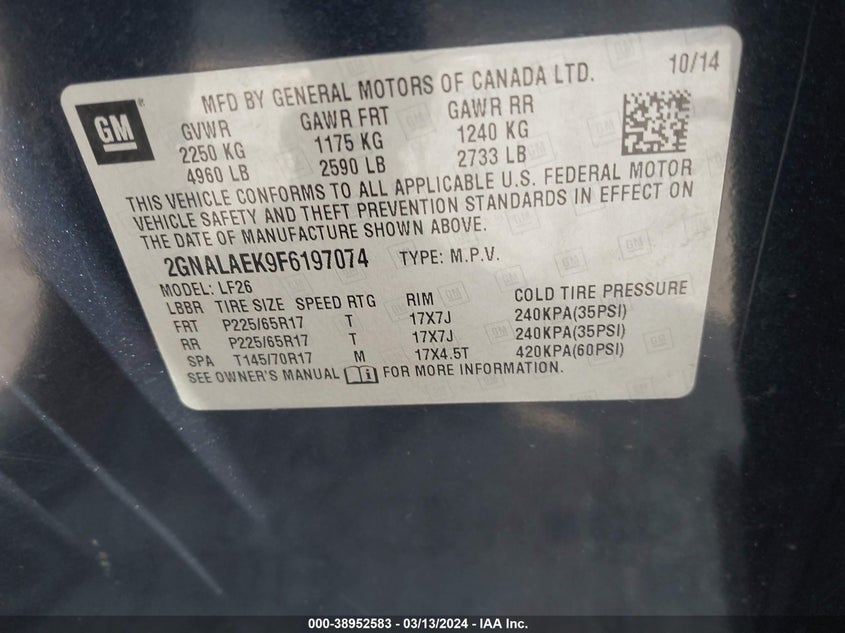 GM ®
MFD BY GENERAL MOTORS OF CANADA LTD. 10/14
GVWR GAWR FRT GAWR RR
2250 KG 1175 KG 1240 KG
4960 LB 2590 LB 2733 LB
THIS VEHICLE CONFORMS TO ALL APPLICABLE U.S. FEDERAL MOTOR
VEHICLE SAFETY AND THEFT PREVENTION STANDARDS IN EFFECT ON
THE DATE OF MANUFACTURE SHOWN ABOVE.
2GNALAEK9F6197074 TYPE: M.P.V.
MODEL: LF26
LBBR TIRE SIZE SPEED RTG RIM COLD TIRE PRESSURE
FRT P225/65R17 T 17X7J 240KPA(35PSI)
RR P225/65R17 T 17X7J 240KPA(35PSI)
SPA T145/70R17 M 17X4.5T 420KPA(60PSI)
SEE OWNER'S MANUAL i FOR MORE INFORMATION.
000-38952583 - 03/13/2024 - IAA Inc.